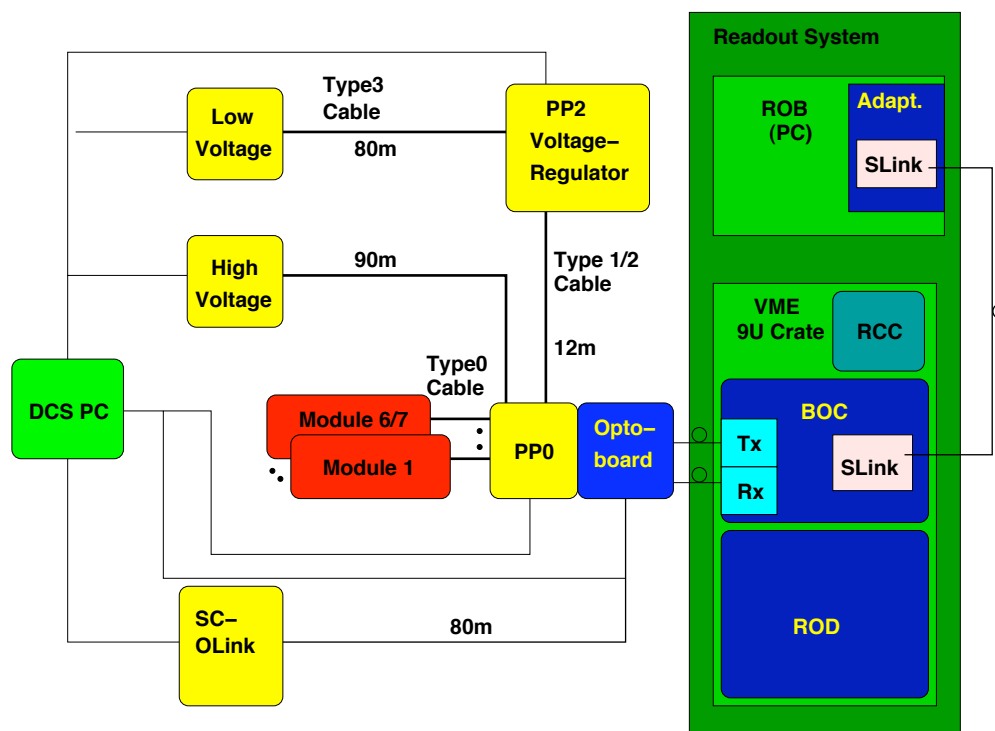 Readout System
Type3
Cable
80m
Low
Voltage
PP2
Voltage–
Regulator
ROB
(PC)
Adapt.
SLink
High
Voltage
90m
Type 1/2
Cable
12m
VME
9U Crate
RCC
Type0
Cable
DCS PC
Module 6/7
Module 1
PP0
Opto–
board
Tx
Rx
BOC
SLink
SC–
OLink
80m
ROD